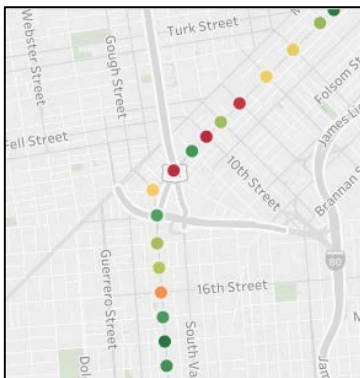 Webster Street
Gough Street
Turk Street
Folsom St
James Li
Fell Street
10th Street
Brannan S
80
Guerrero Street
16th Street
South Va
Dol
Jam